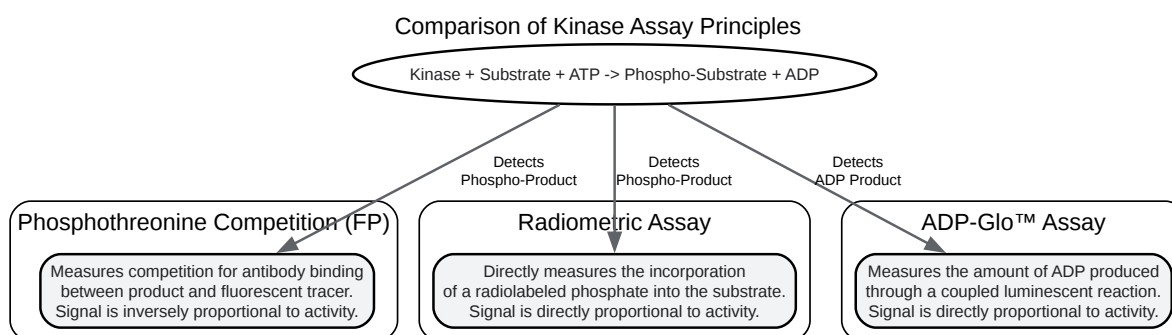 Comparison of Kinase Assay Principles
Kinase + Substrate + ATP -> Phospho-Substrate + ADP
Detects
Phospho-Product
Detects
Phospho-Product
Detects
ADP Product
Phosphothreonine Competition (FP)
Measures competition for antibody binding
between product and fluorescent tracer.
Signal is inversely proportional to activity.
Radiometric Assay
Directly measures the incorporation
of a radiolabeled phosphate into the substrate.
Signal is directly proportional to activity.
ADP-Glo™ Assay
Measures the amount of ADP produced
through a coupled luminescent reaction.
Signal is directly proportional to activity.